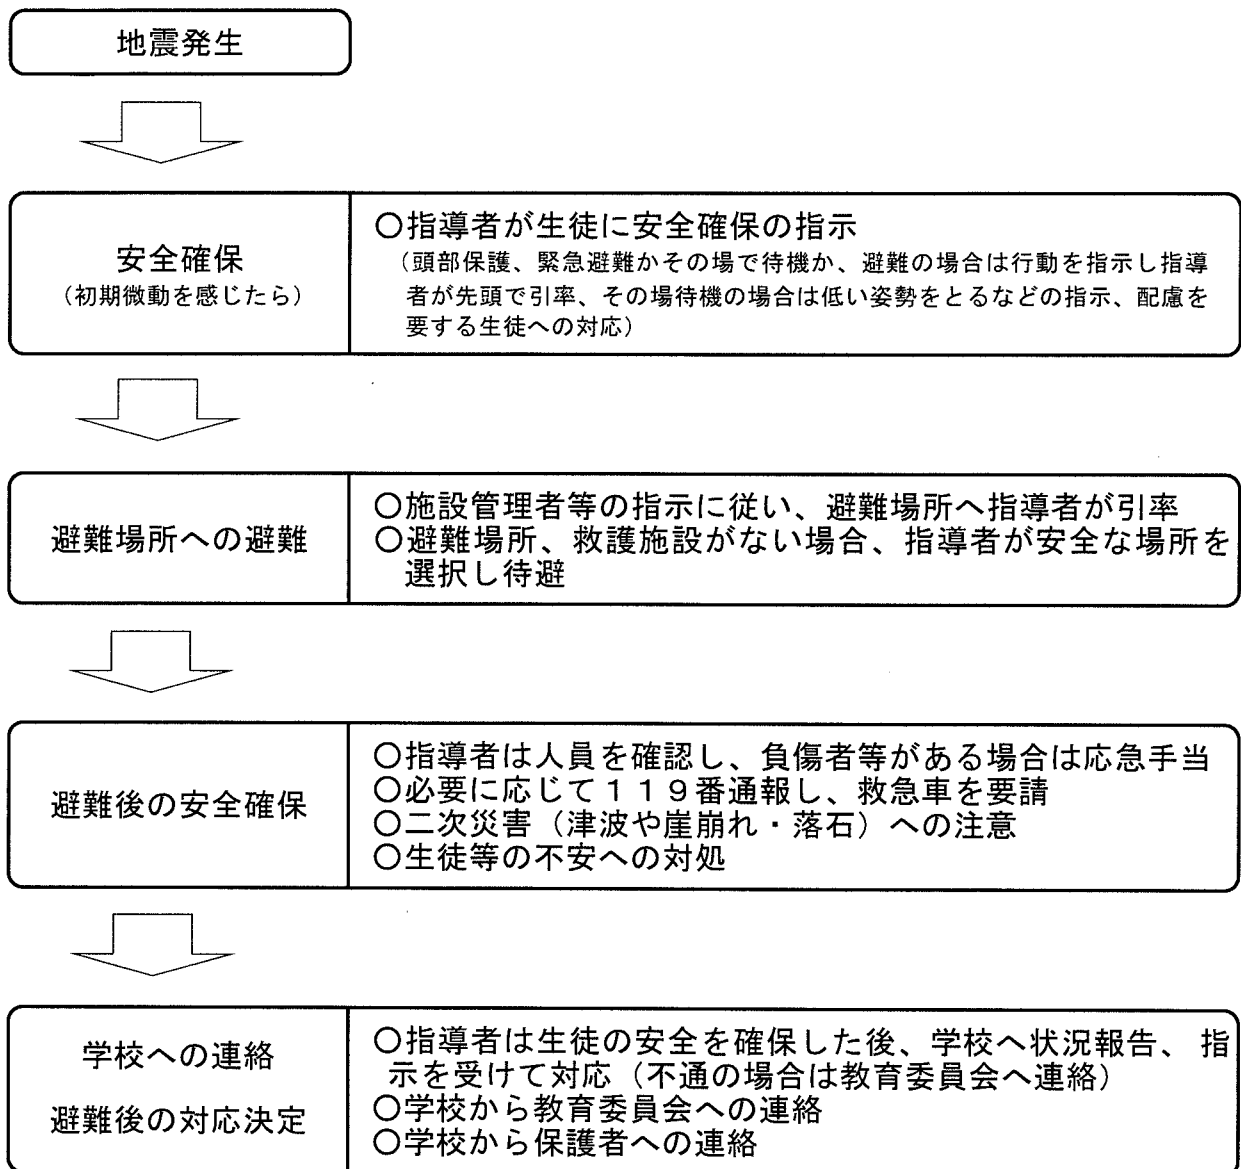 地震発生
安全確保
（初期微動を感じたら）
○指導者が生徒に安全確保の指示
（頭部保護、緊急避難かその場で待機か、避難の場合は行動を指示し指導
者が先頭で引率、その場待機の場合は低い姿勢をとるなどの指示、配慮を
要する生徒への対応）
避難場所への避難
○施設管理者等の指示に従い、避難場所へ指導者が引率
○避難場所、救護施設がない場合、指導者が安全な場所を
選択し待避
避難後の安全確保
○指導者は人員を確認し、負傷者等がある場合は応急手当
○必要に応じて１１９番通報し、救急車を要請
○二次災害（津波や崖崩れ・落石）への注意
○生徒等の不安への対処
学校への連絡
避難後の対応決定
○指導者は生徒の安全を確保した後、学校へ状況報告、 指
示を受けて対応（不通の場合は教育委員会へ連絡）
○学校から教育委員会への連絡
○学校から保護者への連絡